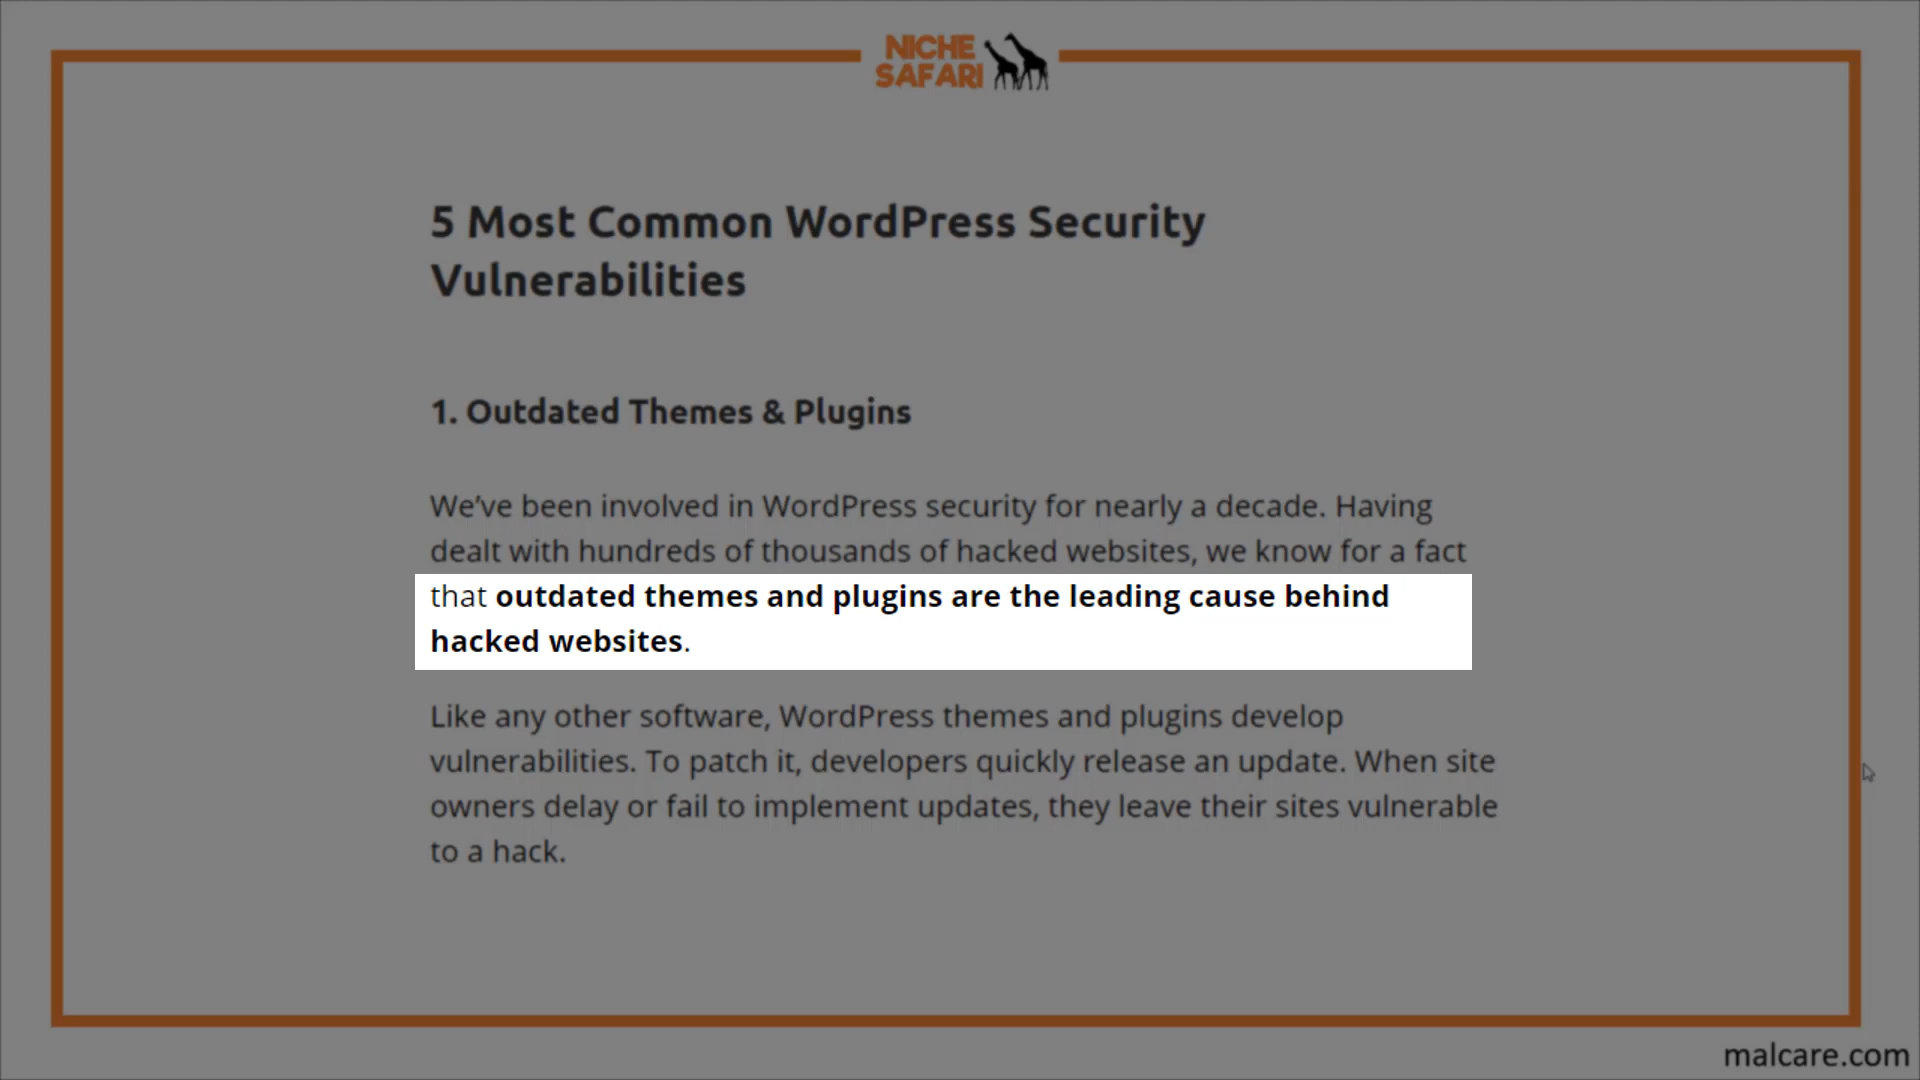 NICHE
SAFARI
5 Most Common WordPress Security
Vulnerabilities
1. Outdated Themes & Plugins
We’ve been involved in WordPress security for nearly a decade. Having
dealt with hundreds of thousands of hacked websites, we know for a fact
that outdated themes and plugins are the leading cause behind
hacked websites.
Like any other software, WordPress themes and plugins develop
vulnerabilities. To patch it, developers quickly release an update. When site
owners delay or fail to implement updates, they leave their sites vulnerable
to a hack.
malcare.com